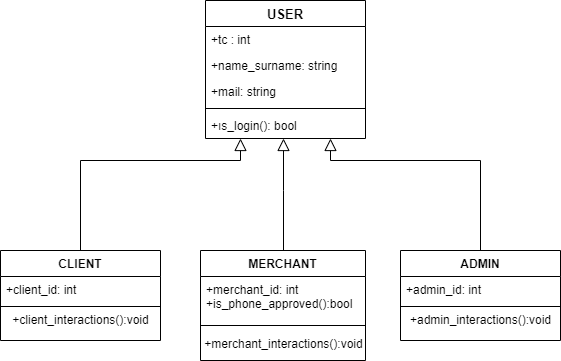 USER
+tc : int
+name_surname: string
+mail: string
+ıs_login(): bool
CLIENT
+client_id: int
+client_interactions():void
MERCHANT
+merchant_id: int
+is_phone_approved():bool
+merchant_interactions():void
ADMIN
+admin_id: int
+admin_interactions():void